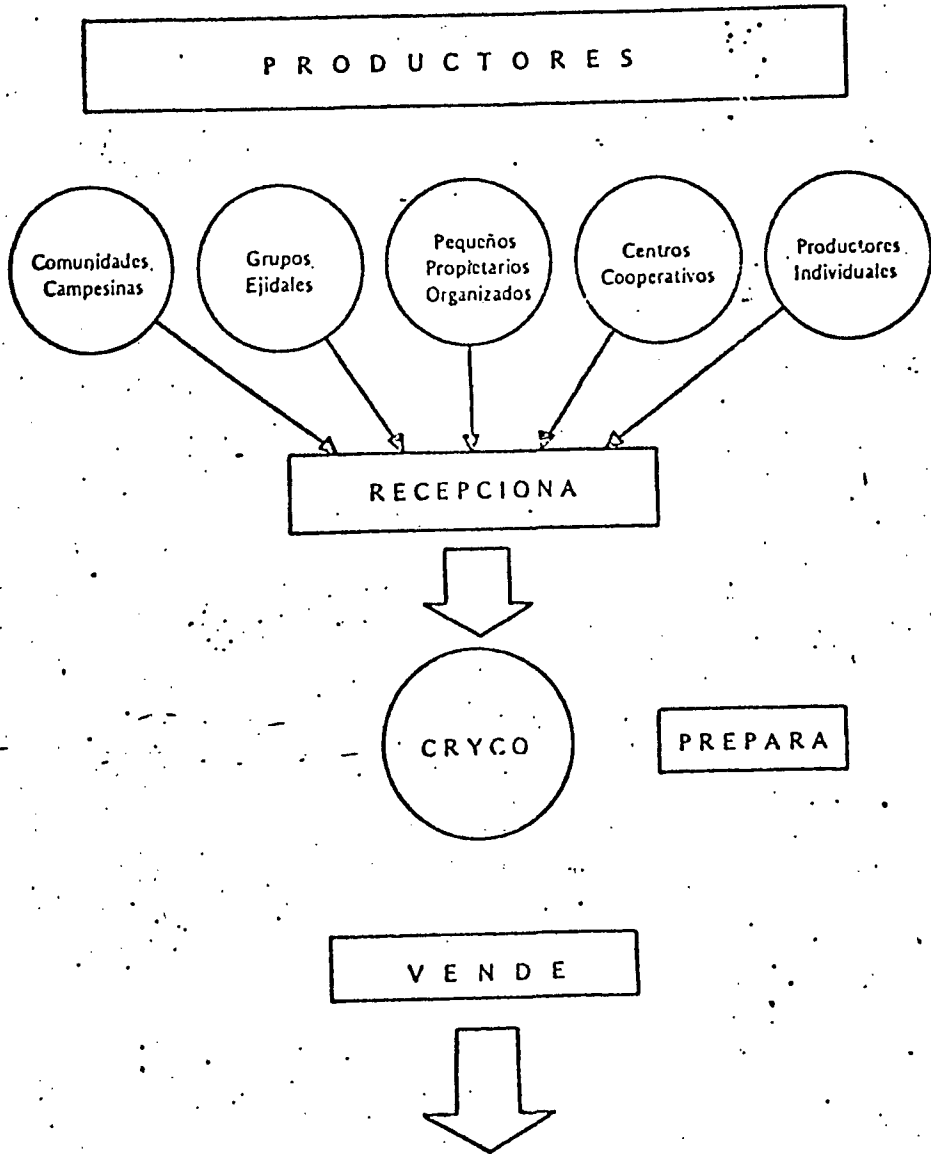 PRODUCTORES
Comunidades
Campesinas
Grupos
Ejidales
Pequeños
Propietarios
Organizados
Centros
Cooperativos
Productores
Individuales
RECEPCIONA
CRYCO
PREPARA
VENDE